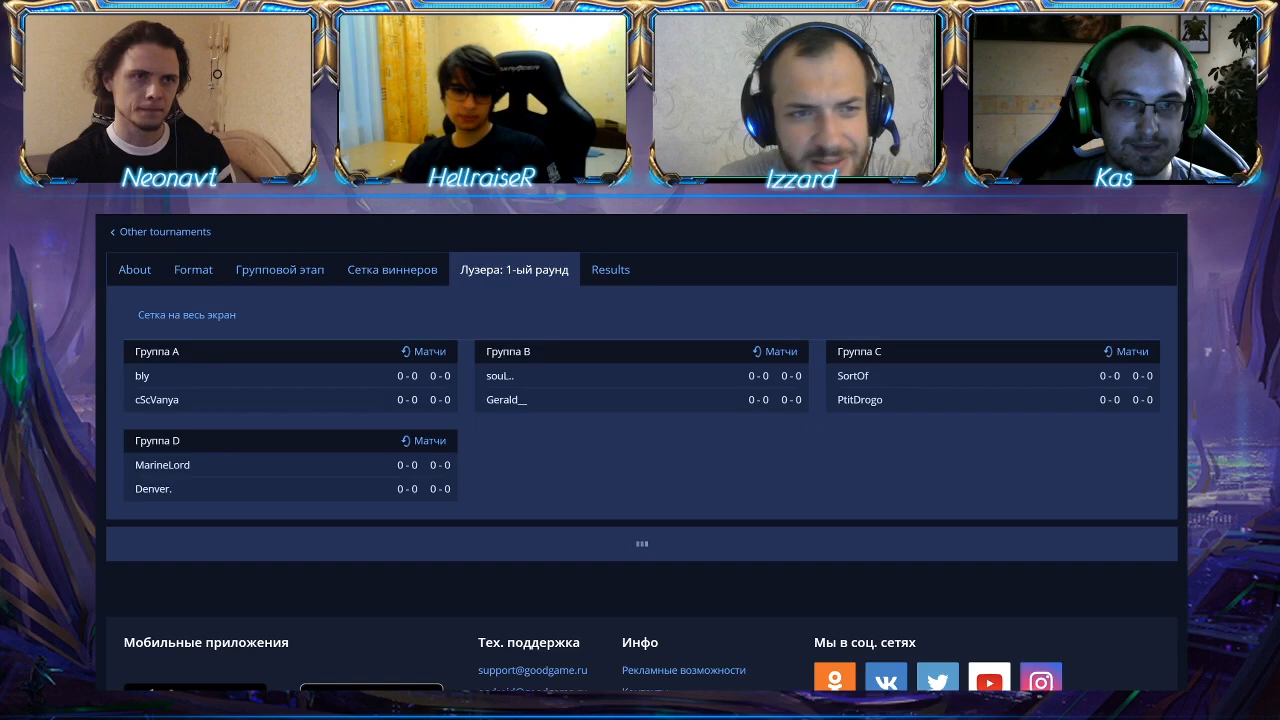 Neonavt
HellraiseR
Izzard
Kas
Other tournaments
About Format Групповой этап Сетка виннеров Лузера: 1-ый раунд Results
Сетка на весь экран
Группа A Матчи
bly 0 - 0 0 - 0
cScVanya 0 - 0 0 - 0
Группа B Матчи
souL.. 0 - 0 0 - 0
Gerald__ 0 - 0 0 - 0
Группа C Матчи
SortOf 0 - 0 0 - 0
PtitDrogo 0 - 0 0 - 0
Группа D Матчи
MarineLord 0 - 0 0 - 0
Denver. 0 - 0 0 - 0
Мобильные приложения
Тех. поддержка
support@goodgame.ru
Инфо
Рекламные возможности
Мы в соц. сетях